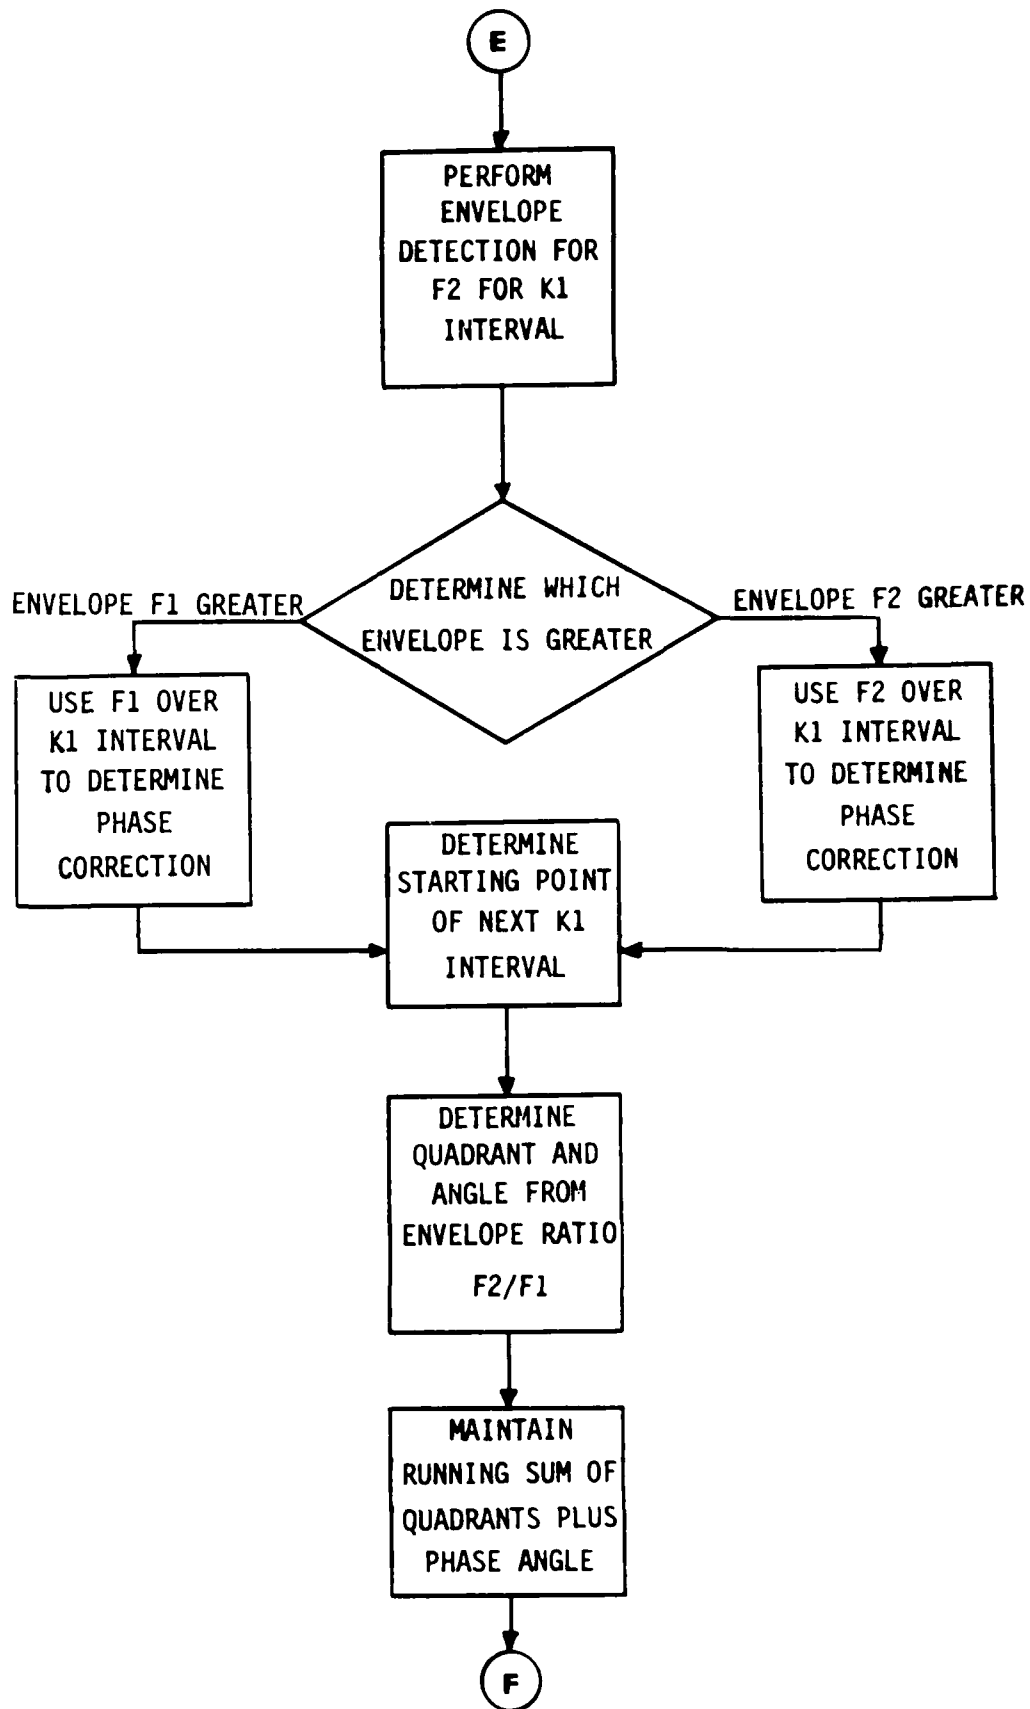 E
PERFORM
ENVELOPE
DETECTION FOR
F2 FOR K1
INTERVAL
DETERMINE WHICH
ENVELOPE IS GREATER
ENVELOPE F1 GREATER
ENVELOPE F2 GREATER
USE F1 OVER
K1 INTERVAL
TO DETERMINE
PHASE
CORRECTION
USE F2 OVER
K1 INTERVAL
TO DETERMINE
PHASE
CORRECTION
DETERMINE
STARTING POINT
OF NEXT K1
INTERVAL
DETERMINE
QUADRANT AND
ANGLE FROM
ENVELOPE RATIO
F2/F1
MAINTAIN
RUNNING SUM OF
QUADRANTS PLUS
PHASE ANGLE
F